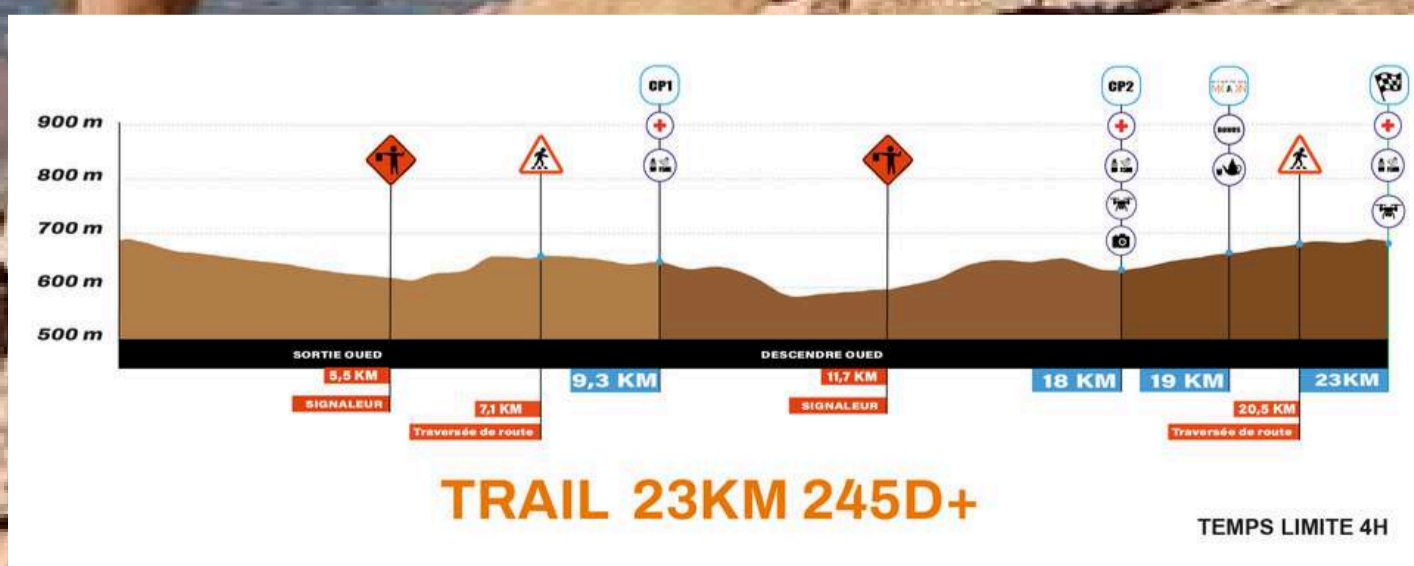 CP1
CP2
BONUS
900 m
800 m
700 m
600 m
500 m
SORTIE OUED
DESCENDRE OUED
5,5 KM
SIGNALEUR
7,1 KM
Traversée de route
9,3 KM
11,7 KM
SIGNALEUR
18 KM
19 KM
23KM
20,5 KM
Traversée de route
TRAIL 23KM 245D+
TEMPS LIMITE 4H